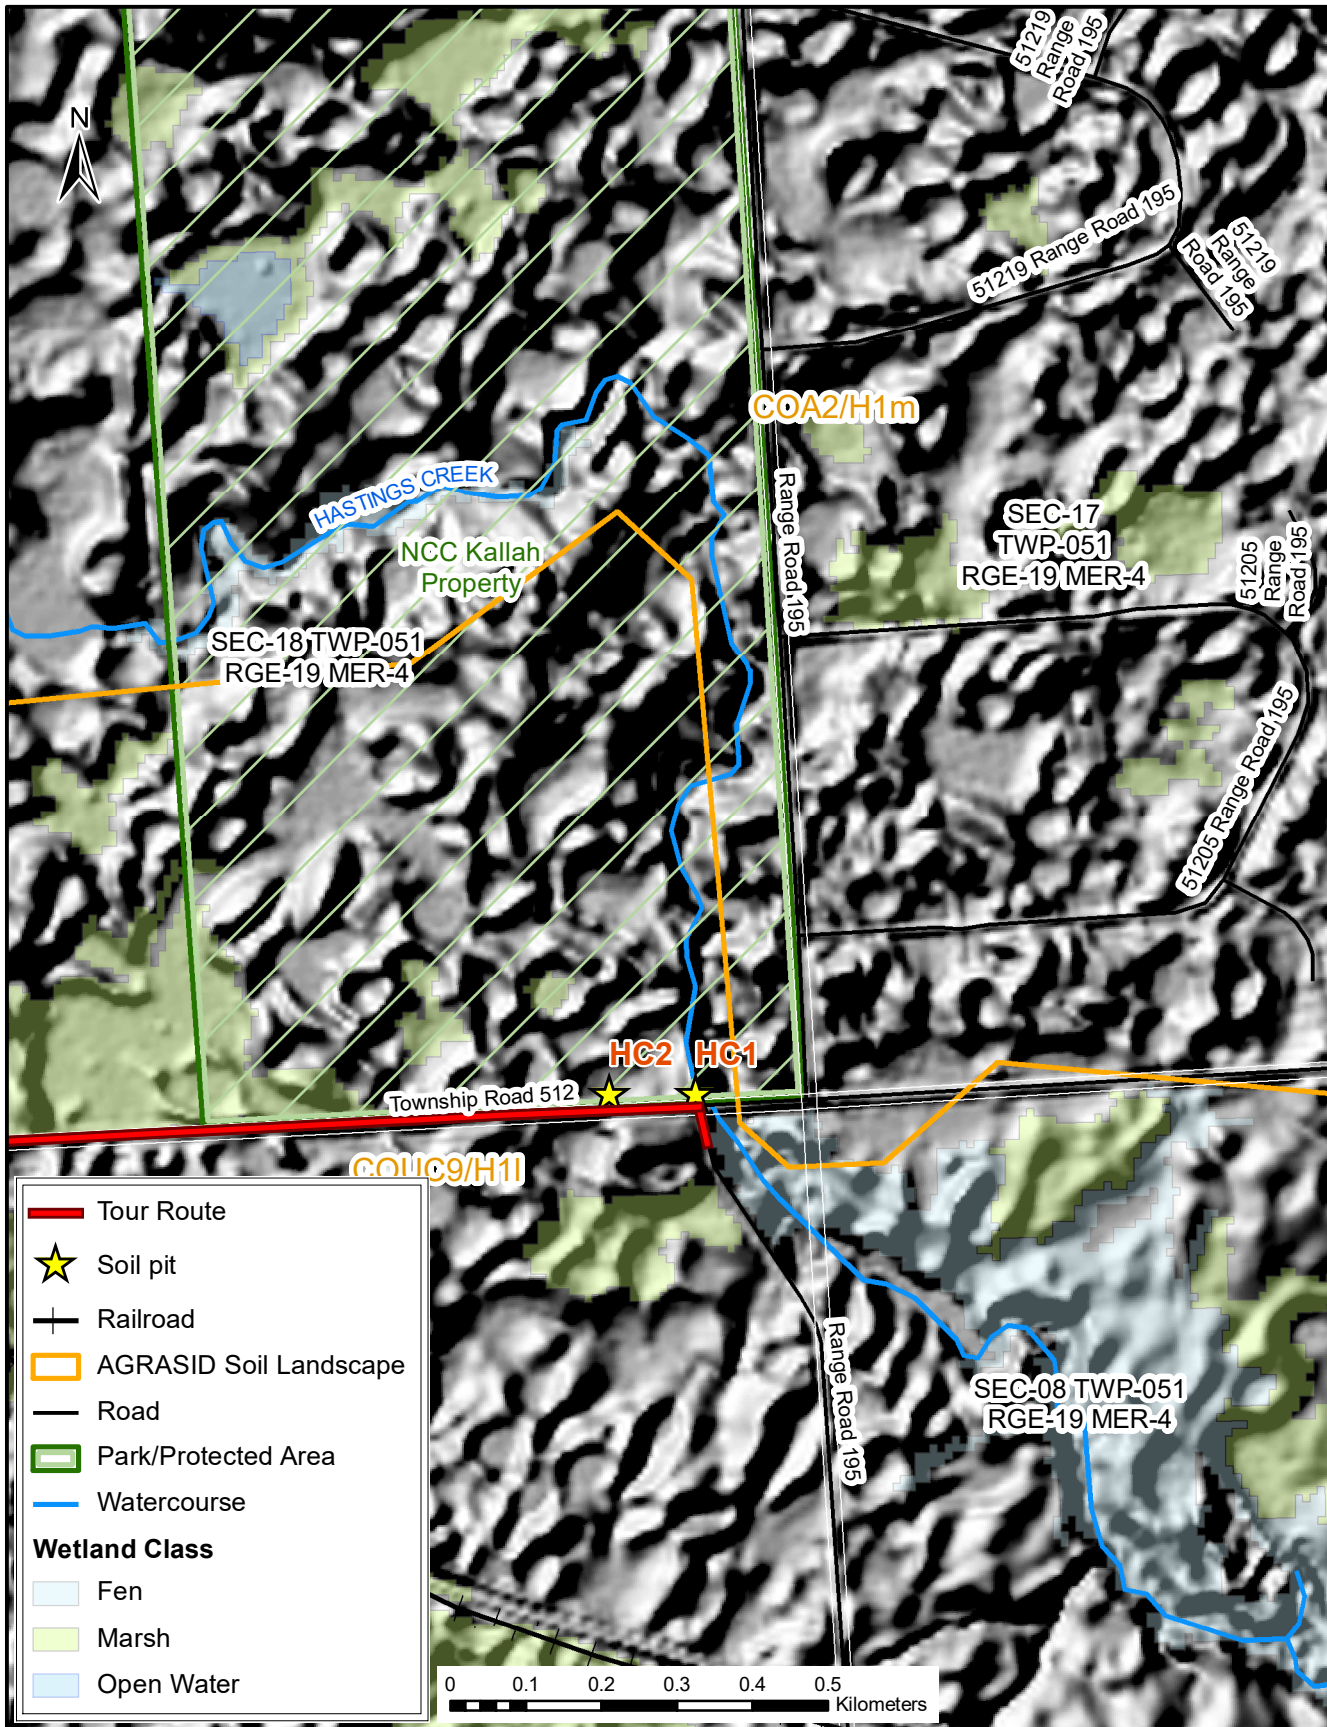 51219
Range
Road 195
N
51219 Range Road 195
51219
Range
Road 195
COA2/H1m
HASTINGS CREEK
NCC Kallah
Property
Range Road 195
SEC-17
TWP-051
RGE-19 MER-4
51205
Range
Road 195
SEC-18 TWP-051
RGE-19 MER-4
51205 Range Road 195
HC2 HC1
Township Road 512
COUC9/H1l
Range Road 195
SEC-08 TWP-051
RGE-19 MER-4
Tour Route
Soil pit
Railroad
AGRASID Soil Landscape
Road
Park/Protected Area
Watercourse
Wetland Class
Fen
Marsh
Open Water
0 0.1 0.2 0.3 0.4 0.5
Kilometers